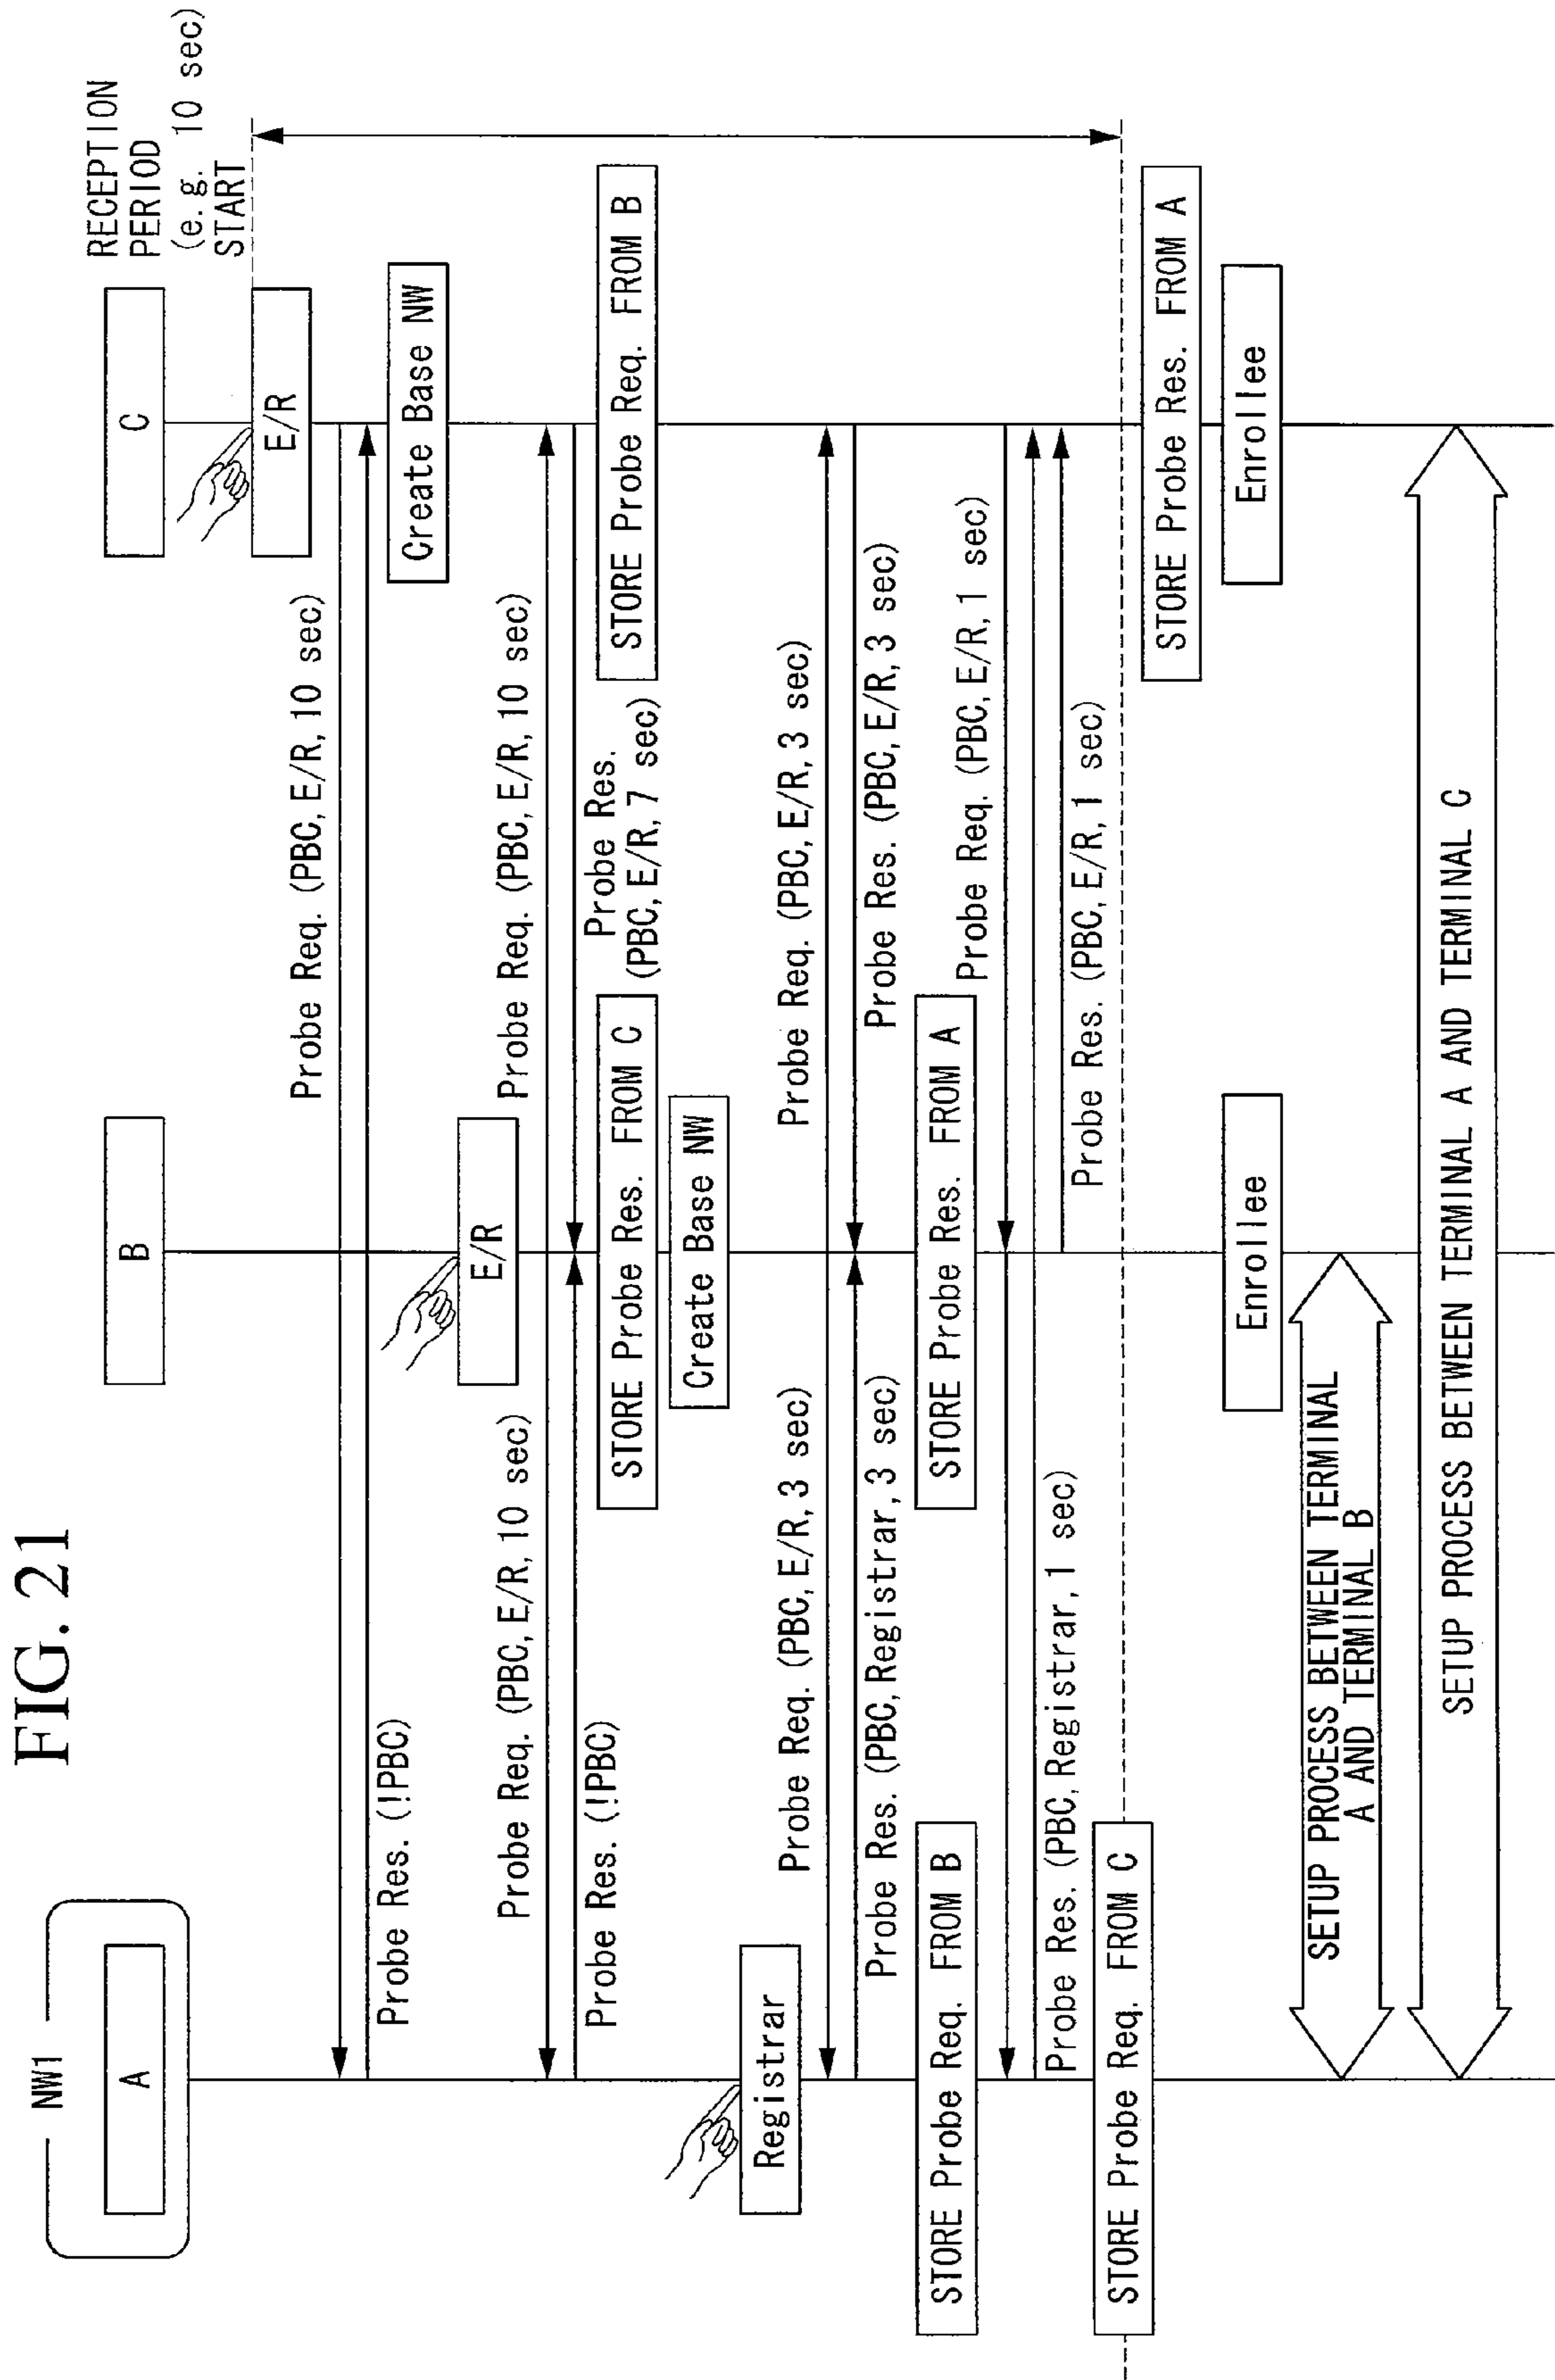 FIG. 21
NW1
A
B
C
RECEPTION
PERIOD
(e.g. 10 sec)
START
E/R
Probe Req. (PBC, E/R, 10 sec)
Probe Res. (!PBC)
Create Base NW
E/R
Probe Req. (PBC, E/R, 10 sec)
Probe Req. (PBC, E/R, 10 sec)
Probe Res. (!PBC)
Probe Res.
(PBC, E/R, 7 sec)
STORE Probe Res. FROM C
STORE Probe Req. FROM B
Create Base NW
Registrar
Probe Req. (PBC, E/R, 3 sec)
Probe Req. (PBC, E/R, 3 sec)
Probe Res. (PBC, Registrar, 3 sec)
Probe Res. (PBC, E/R, 3 sec)
STORE Probe Req. FROM B
STORE Probe Res. FROM A
Probe Req. (PBC, E/R, 1 sec)
Probe Res. (PBC, Registrar, 1 sec)
Probe Res. (PBC, E/R, 1 sec)
STORE Probe Req. FROM C
STORE Probe Res. FROM A
Enrollee
Enrollee
SETUP PROCESS BETWEEN TERMINAL
A AND TERMINAL B
SETUP PROCESS BETWEEN TERMINAL A AND TERMINAL C